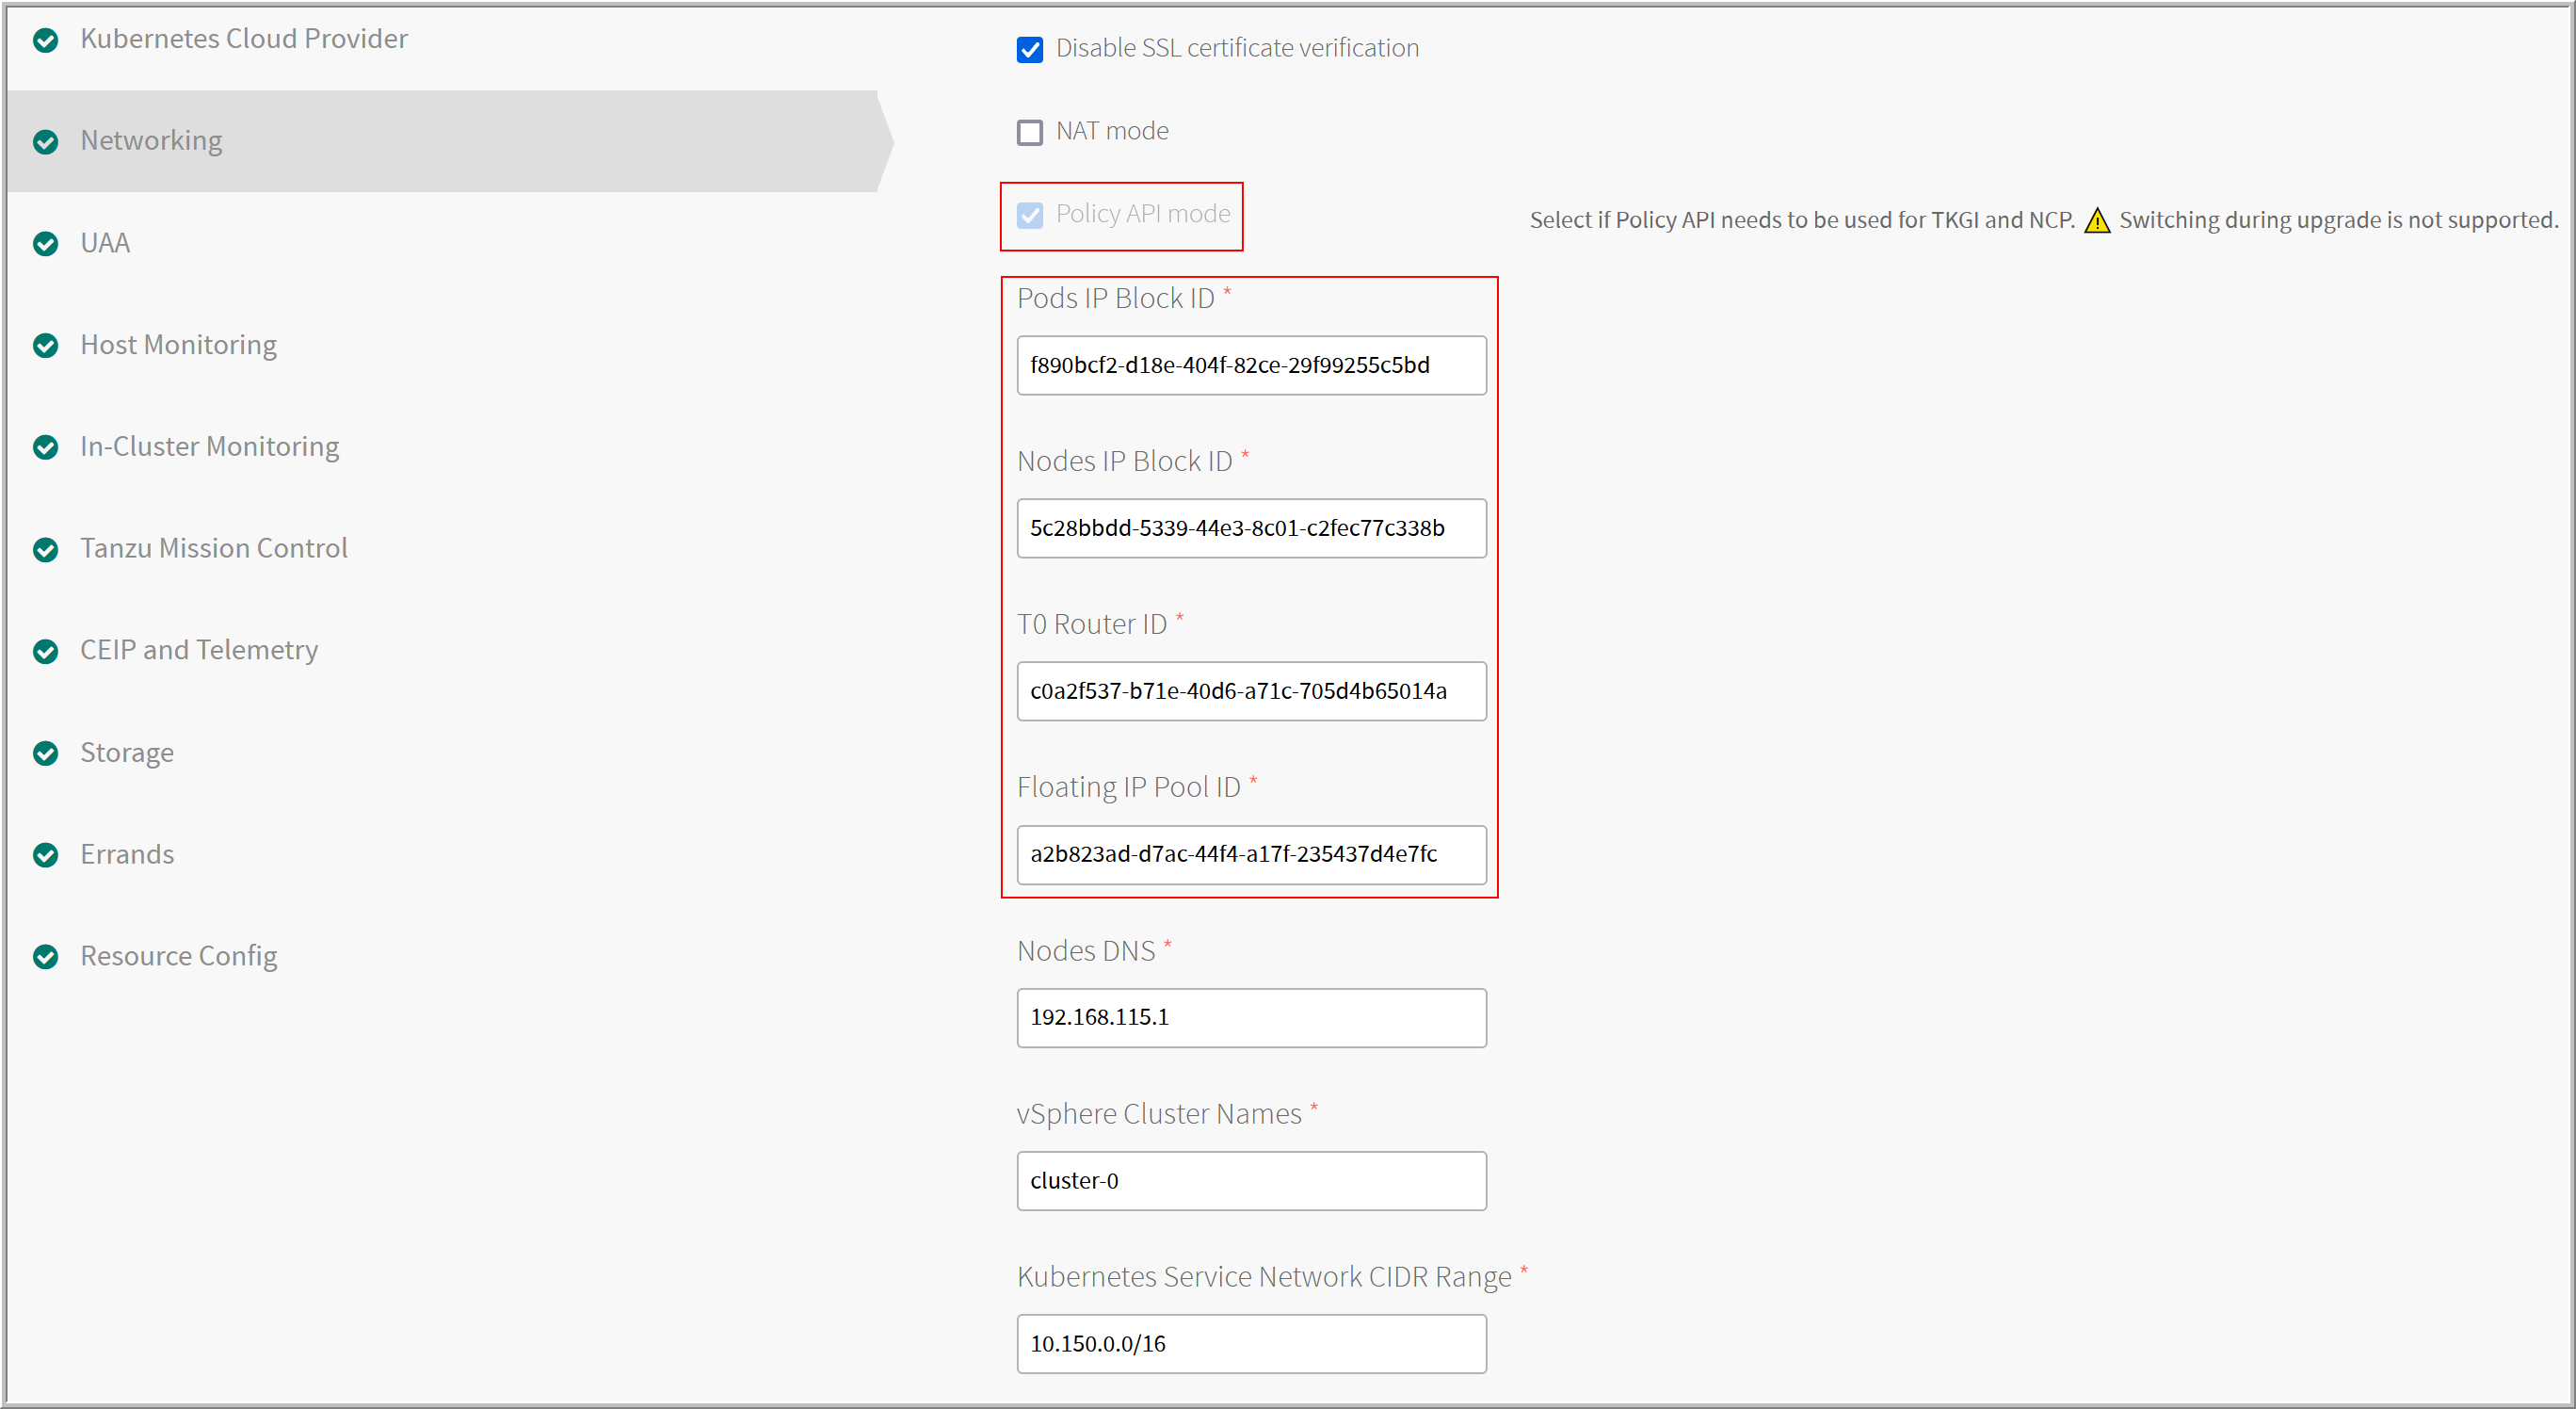 Kubernetes Cloud Provider
Networking
UAA
Host Monitoring
In-Cluster Monitoring
Tanzu Mission Control
CEIP and Telemetry
Storage
Errands
Resource Config
Disable SSL certificate verification
NAT mode
Policy API mode
Select if Policy API needs to be used for TKGI and NCP. ⚠ Switching during upgrade is not supported.
Pods IP Block ID *
f890bcf2-d18e-404f-82ce-29f99255c5bd
Nodes IP Block ID *
5c28bbdd-5339-44e3-8c01-c2fec77c338b
T0 Router ID *
c0a2f537-b71e-40d6-a71c-705d4b65014a
Floating IP Pool ID *
a2b823ad-d7ac-44f4-a17f-235437d4e7fc
Nodes DNS *
192.168.115.1
vSphere Cluster Names *
cluster-0
Kubernetes Service Network CIDR Range *
10.150.0.0/16